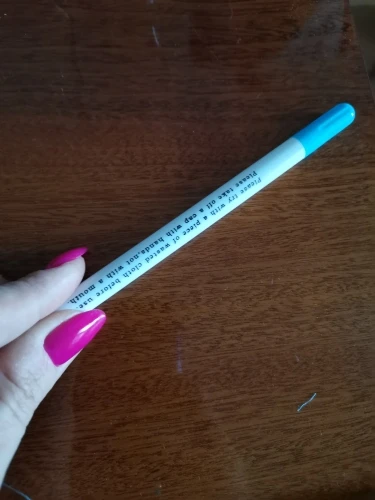 Please take off a cap with hands,not with a mouth
Please try with a piece of wasted cloth before use